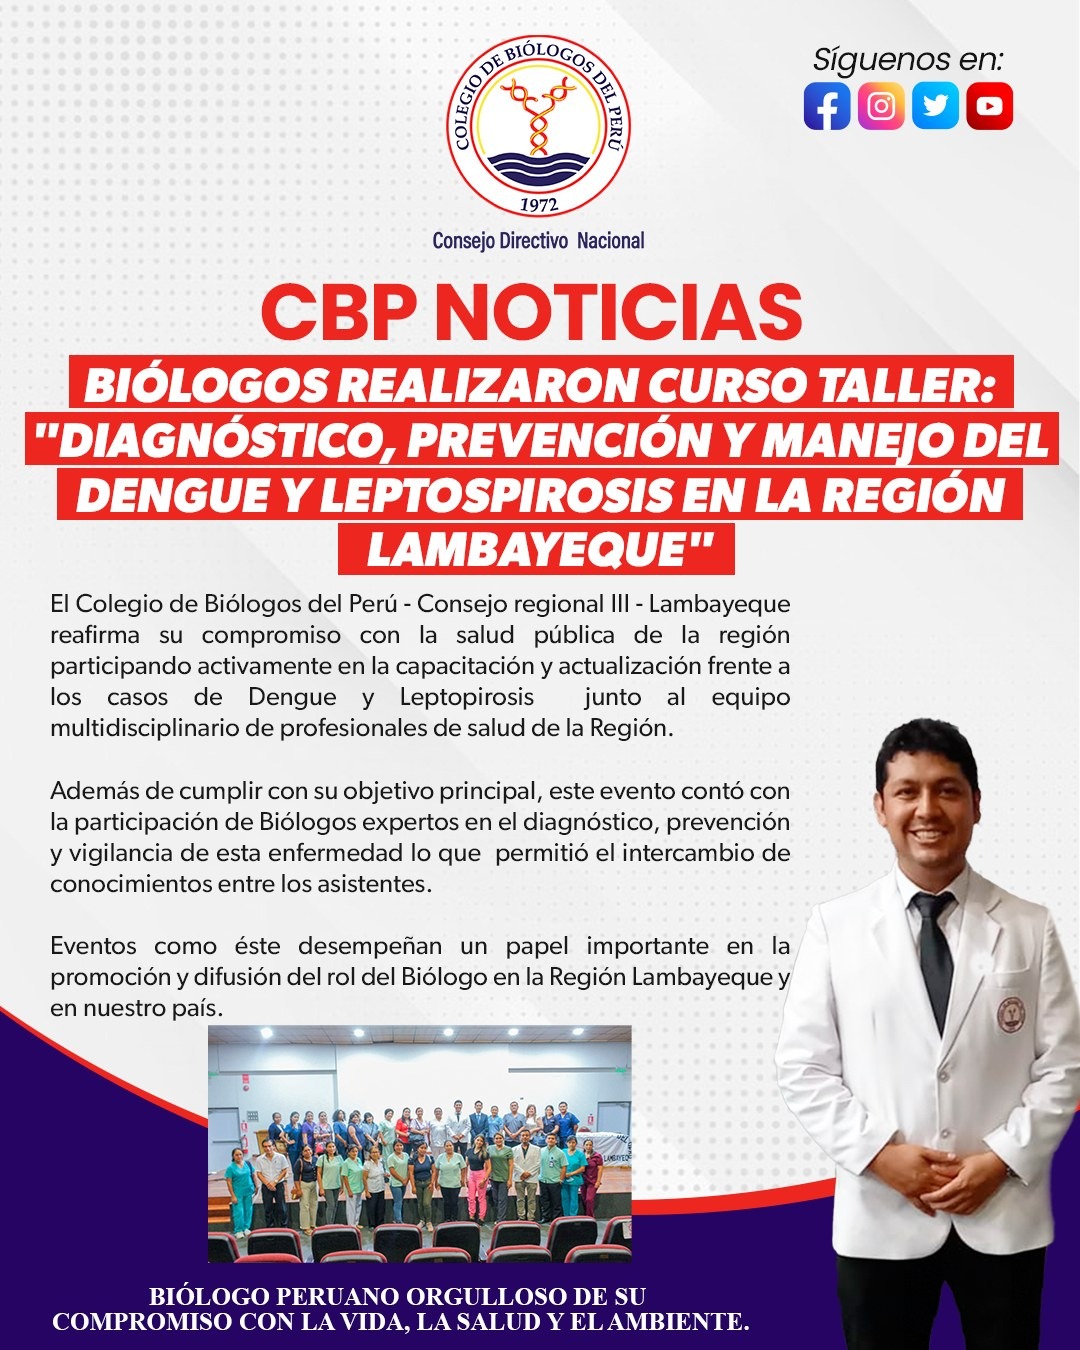 COLEGIO DE BIÓLOGOS DEL PERÚ
1972
Consejo Directivo Nacional
Síguenos en:
CBP NOTICIAS
BIÓLOGOS REALIZARON CURSO TALLER:
"DIAGNÓSTICO, PREVENCIÓN Y MANEJO DEL
DENGUE Y LEPTOSPIROSIS EN LA REGIÓN
LAMBAYEQUE"
El Colegio de Biólogos del Perú - Consejo regional III - Lambayeque
reafirma su compromiso con la salud pública de la región
participando activamente en la capacitación y actualización frente a
los casos de Dengue y Leptopirosis junto al equipo
multidisciplinario de profesionales de salud de la Región.
Además de cumplir con su objetivo principal, este evento contó con
la participación de Biólogos expertos en el diagnóstico, prevención
y vigilancia de esta enfermedad lo que permitió el intercambio de
conocimientos entre los asistentes.
Eventos como éste desempeñan un papel importante en la
promoción y difusión del rol del Biólogo en la Región Lambayeque y
en nuestro país.
LAMBAYEQUE
BIÓLOGO PERUANO ORGULLOSO DE SU
COMPROMISO CON LA VIDA, LA SALUD Y EL AMBIENTE.